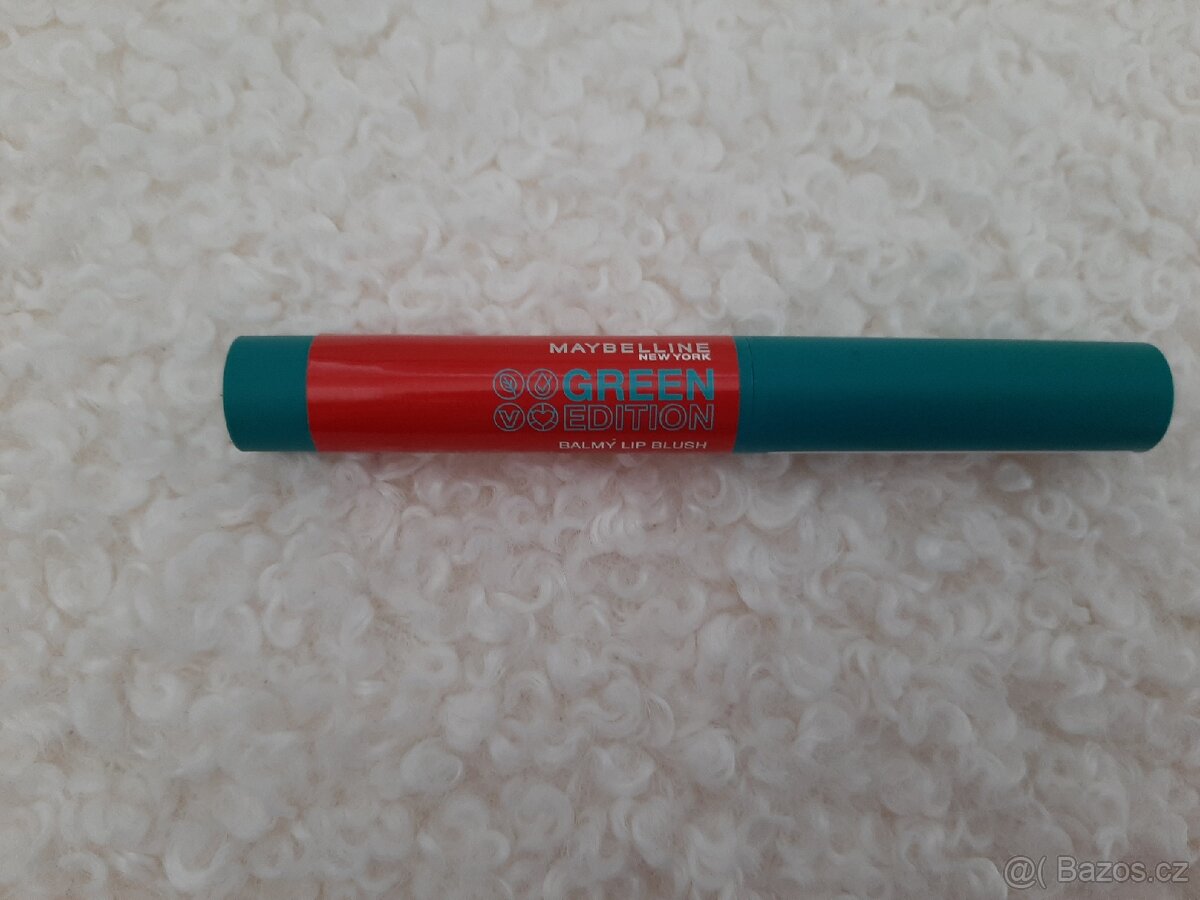 MAYBELLINE
NEW YORK
GREEN
EDITION
BALMY LIP BLUSH
@( Bazos.cz